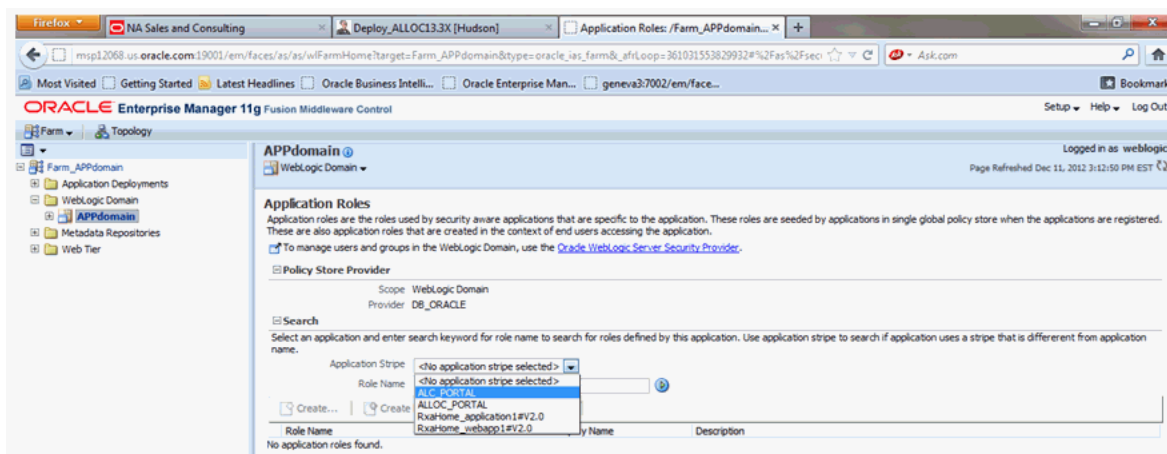 Firefox
NA Sales and Consulting
Deploy_ALLOC13.3X [Hudson]
Application Roles: /Farm_APPdomain...
msp12068.us.oracle.com:19001/em/faces/as/as/wlFarmHome?target=Farm_APPdomain&type=oracle_ias_farm&_afrLoop=361031553829932#%2Fas%2Fsec
Ask.com
Most Visited
Getting Started
Latest Headlines
Oracle Business Intelli...
Oracle Enterprise Man...
geneva3:7002/em/face...
Bookmark
ORACLE Enterprise Manager 11g Fusion Middleware Control
Setup Help Log Out
Farm Topology
Farm_APPdomain
Application Deployments
WebLogic Domain
APPdomain
Metadata Repositories
Web Tier
APPdomain
WebLogic Domain
Logged in as weblogic
Page Refreshed Dec 11, 2012 3:12:50 PM EST
Application Roles
Application roles are the roles used by security aware applications that are specific to the application. These roles are seeded by applications in single global policy store when the applications are registered.
These are also application roles that are created in the context of end users accessing the application.
To manage users and groups in the WebLogic Domain, use the Oracle WebLogic Server Security Provider.
Policy Store Provider
Scope WebLogic Domain
Provider DB_ORACLE
Search
Select an application and enter search keyword for role name to search for roles defined by this application. Use application stripe to search if application uses a stripe that is differerent from application
name.
Application Stripe <No application stripe selected>
Role Name
<No application stripe selected>
ALC_PORTAL
ALLOC_PORTAL
RxaHome_application1#V2.0
RxaHome_webapp1#V2.0
Create... Create
Role Name
y Name
Description
No application roles found.